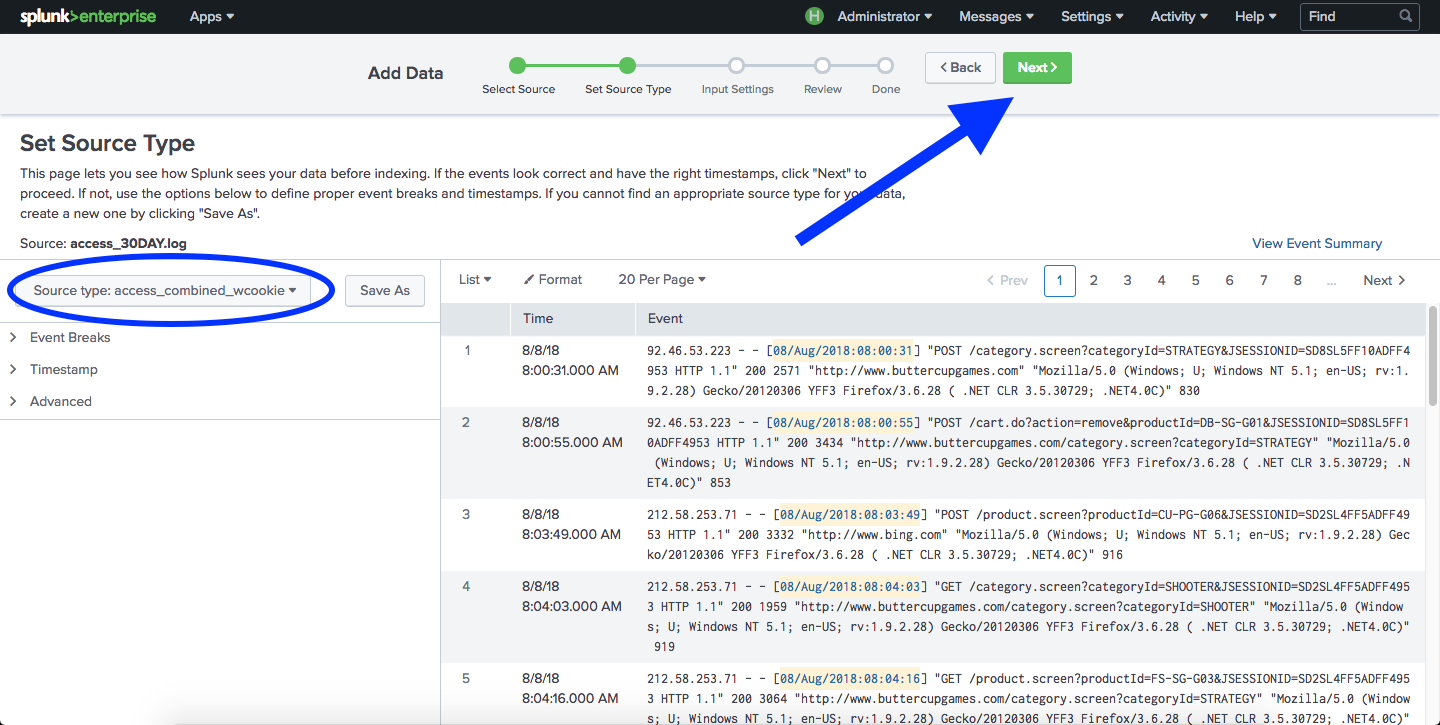 splunk>enterprise Apps Administrator Messages Settings Activity Help Find
H
Add Data
Select Source Set Source Type Input Settings Review Done
Back Next
Set Source Type
This page lets you see how Splunk sees your data before indexing. If the events look correct and have the right timestamps, click "Next" to
proceed. If not, use the options below to define proper event breaks and timestamps. If you cannot find an appropriate source type for your data,
create a new one by clicking "Save As".
Source: access_30DAY.log
View Event Summary
Source type: access_combined_wcookie Save As
Event Breaks
Timestamp
Advanced
List Format 20 Per Page Prev 1 2 3 4 5 6 7 8 ... Next
Time Event
1 8/8/18 92.46.53.223 - - [08/Aug/2018:08:00:31] "POST /category.screen?categoryId=STRATEGY&JSESSIONID=SD8SL5FF10ADFF4
8:00:31.000 AM 953 HTTP 1.1" 200 2571 "http://www.buttercupgames.com" "Mozilla/5.0 (Windows; U; Windows NT 5.1; en-US; rv:1.
9.2.28) Gecko/20120306 YFF3 Firefox/3.6.28 ( .NET CLR 3.5.30729; .NET4.0C)" 830
2 8/8/18 92.46.53.223 - - [08/Aug/2018:08:00:55] "POST /cart.do?action=remove&productId=DB-SG-G01&JSESSIONID=SD8SL5FF1
8:00:55.000 AM 0ADFF4953 HTTP 1.1" 200 3434 "http://www.buttercupgames.com/category.screen?categoryId=STRATEGY" "Mozilla/5.0
(Windows; U; Windows NT 5.1; en-US; rv:1.9.2.28) Gecko/20120306 YFF3 Firefox/3.6.28 ( .NET CLR 3.5.30729; .N
ET4.0C)" 853
3 8/8/18 212.58.253.71 - - [08/Aug/2018:08:03:49] "POST /product.screen?productId=CU-PG-G06&JSESSIONID=SD2SL4FF5ADFF49
8:03:49.000 AM 53 HTTP 1.1" 200 3332 "http://www.bing.com" "Mozilla/5.0 (Windows; U; Windows NT 5.1; en-US; rv:1.9.2.28) Gec
ko/20120306 YFF3 Firefox/3.6.28 ( .NET CLR 3.5.30729; .NET4.0C)" 916
4 8/8/18 212.58.253.71 - - [08/Aug/2018:08:04:03] "GET /category.screen?categoryId=SHOOTER&JSESSIONID=SD2SL4FF5ADFF495
8:04:03.000 AM 3 HTTP 1.1" 200 1959 "http://www.buttercupgames.com/category.screen?categoryId=SHOOTER" "Mozilla/5.0 (Window
s; U; Windows NT 5.1; en-US; rv:1.9.2.28) Gecko/20120306 YFF3 Firefox/3.6.28 ( .NET CLR 3.5.30729; .NET4.0C)"
919
5 8/8/18 212.58.253.71 - - [08/Aug/2018:08:04:16] "GET /product.screen?productId=FS-SG-G03&JSESSIONID=SD2SL4FF5ADFF495
8:04:16.000 AM 3 HTTP 1.1" 200 3064 "http://www.buttercupgames.com/category.screen?categoryId=STRATEGY" "Mozilla/5.0 (Window
s; U; Windows NT 5.1; en-US; rv:1.9.2.28) Gecko/20120306 YFF3 Firefox/3.6.28 ( .NET CLR 3.5.30729; .NET4.0C)"